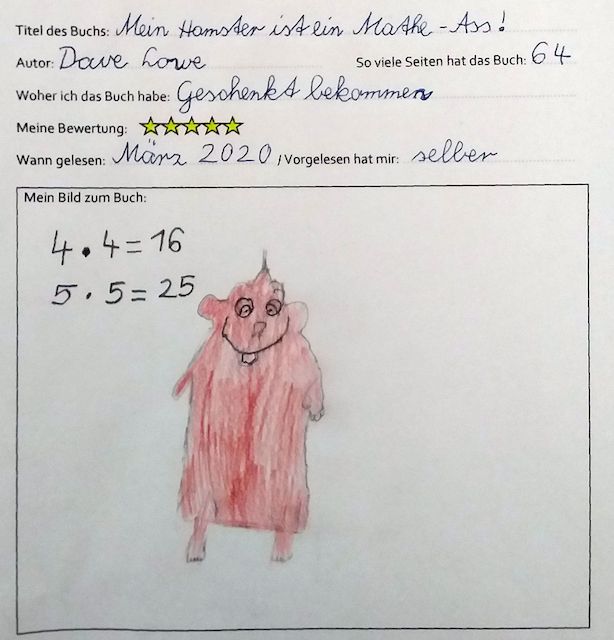 Titel des Buchs: Mein Hamster ist ein Mathe-Ass!
Autor: Dave Lowe So viele Seiten hat das Buch: 64
Woher ich das Buch habe: Geschenkt bekommen
Meine Bewertung:
Wann gelesen: März 2020 / Vorgelesen hat mir: selber
Mein Bild zum Buch:
4 · 4 = 16
5 · 5 = 25